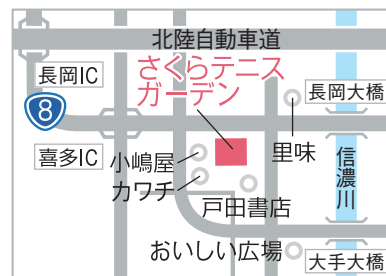 北陸自動車道
長岡IC
さくらテニス
ガーデン
長岡大橋
8
喜多IC
小嶋屋
カワチ
里味
信濃川
戸田書店
おいしい広場
大手大橋